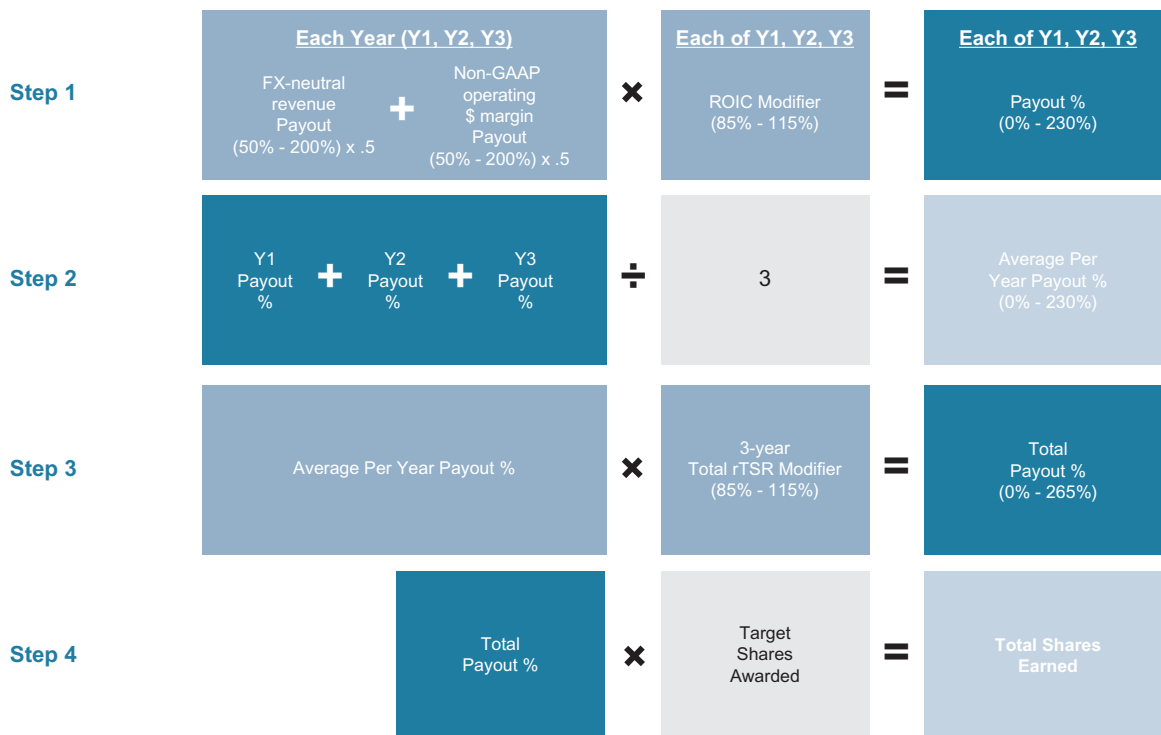 Step 1
Each Year (Y1, Y2, Y3)
FX-neutral
revenue
Payout
(50% - 200%) x .5
+
Non-GAAP
operating
$ margin
Payout
(50% - 200%) x .5
×
Each of Y1, Y2, Y3
ROIC Modifier
(85% - 115%)
=
Each of Y1, Y2, Y3
Payout %
(0% - 230%)
Step 2
Y1
Payout
%
+
Y2
Payout
%
+
Y3
Payout
%
÷
3
=
Average Per
Year Payout %
(0% - 230%)
Step 3
Average Per Year Payout %
×
3-year
Total rTSR Modifier
(85% - 115%)
=
Total
Payout %
(0% - 265%)
Step 4
Total
Payout %
×
Target
Shares
Awarded
=
Total Shares
Earned